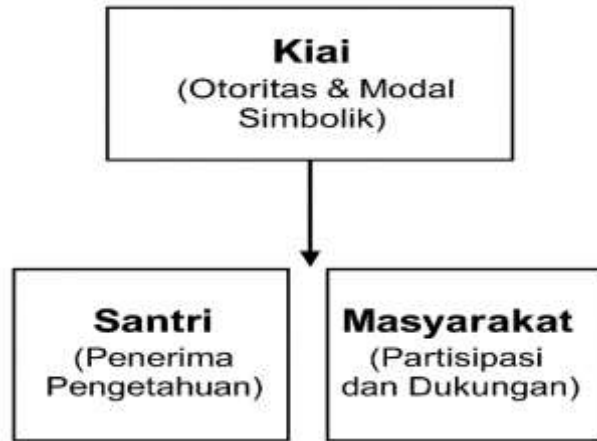 Kiai
(Otoritas & Modal
Simbolik)
Santri
(Penerima
Pengetahuan)
Masyarakat
(Partisipasi
dan Dukungan)